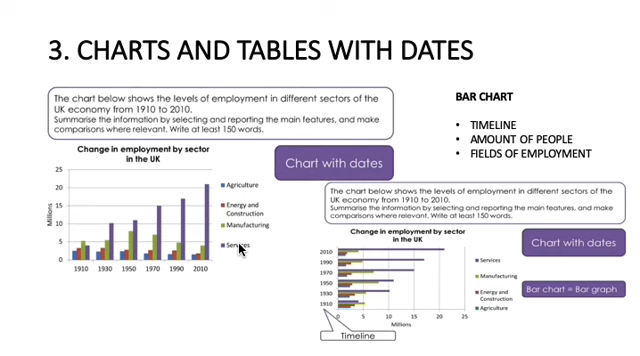 3. CHARTS AND TABLES WITH DATES
The chart below shows the levels of employment in different sectors of the
UK economy from 1910 to 2010.
Summarise the information by selecting and reporting the main features, and make
comparisons where relevant. Write at least 150 words.
Change in employment by sector
in the UK
25
20
15
10
5
0
Millions
1910 1930 1950 1970 1990 2010
Agriculture
Energy and
Construction
Manufacturing
Services
Chart with dates
BAR CHART
• TIMELINE
• AMOUNT OF PEOPLE
• FIELDS OF EMPLOYMENT
The chart below shows the levels of employment in different sectors of the
UK economy from 1910 to 2010.
Summarise the information by selecting and reporting the main features, and make
comparisons where relevant. Write at least 150 words.
Change in employment by sector
in the UK
2010
1990
1970
1950
1930
1910
0 5 10 15 20 25
Millions
Services
Manufacturing
Energy and
Construction
Agriculture
Chart with dates
Bar chart = Bar graph
Timeline